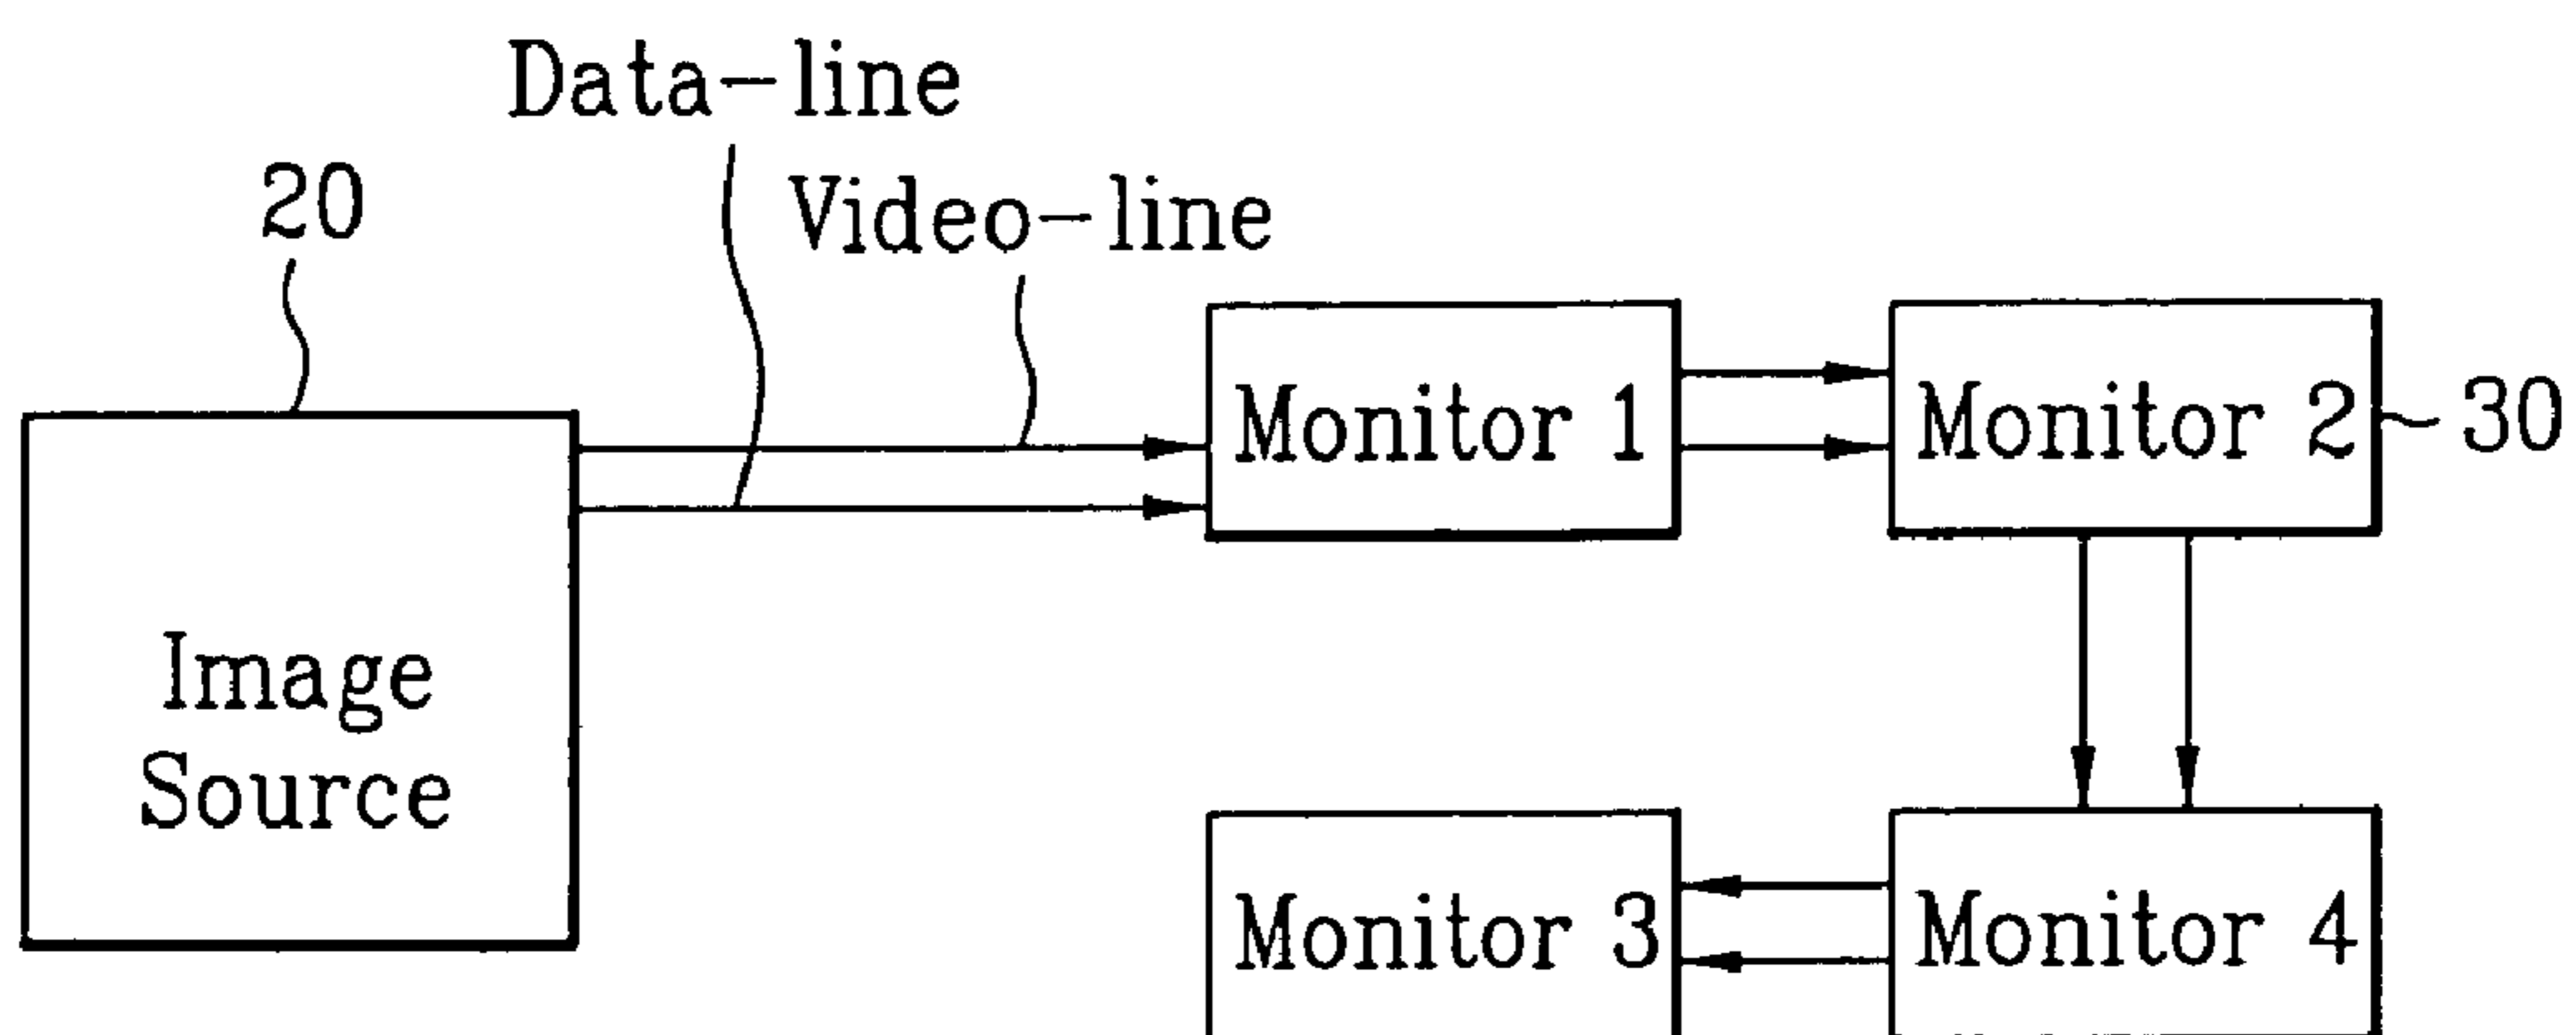 Data-line
20
Video-line
Monitor 1
Monitor 2
30
Image
Source
Monitor 3
Monitor 4